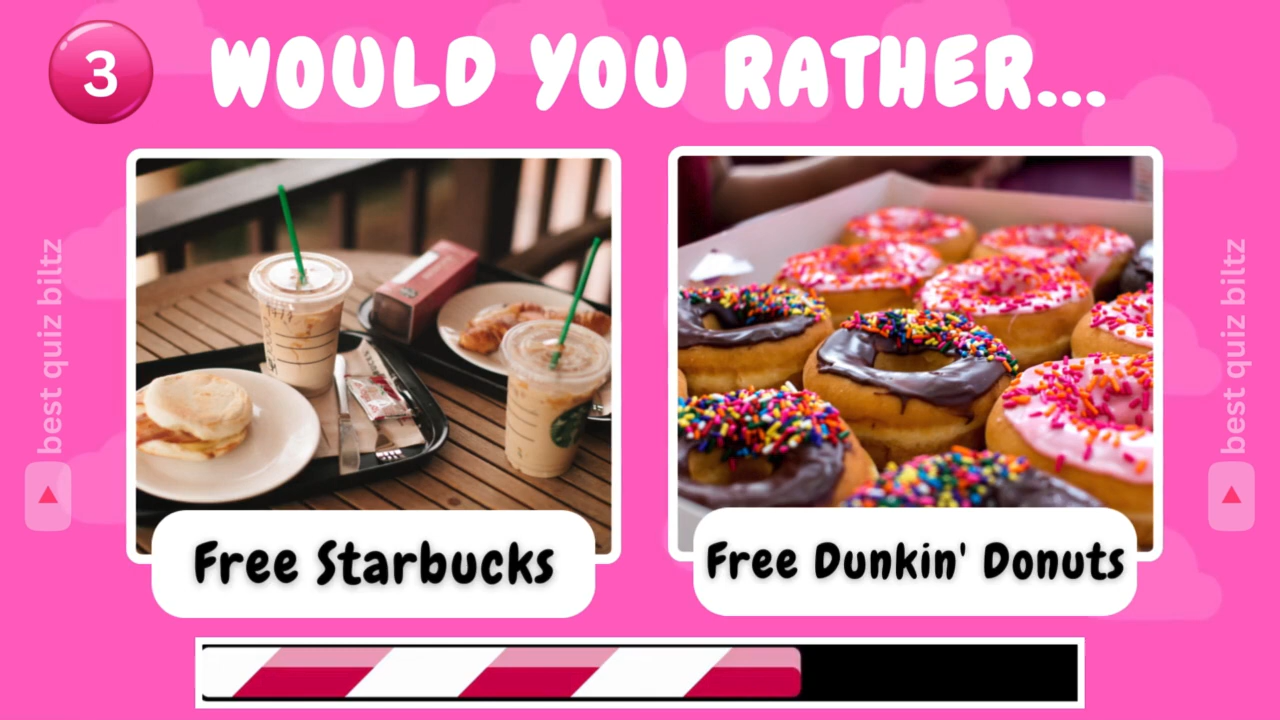 3
WOULD YOU RATHER...
best quiz biltz
best quiz biltz
Free Starbucks
Free Dunkin' Donuts